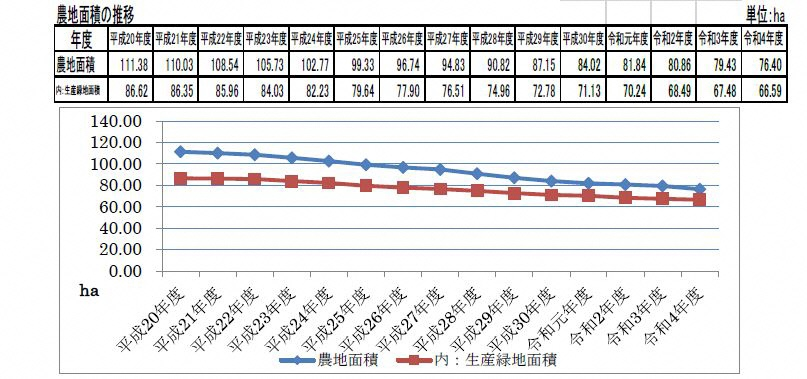 農地面積の推移 単位:ha
年度 平成20年度 平成21年度 平成22年度 平成23年度 平成24年度 平成25年度 平成26年度 平成27年度 平成28年度 平成29年度 平成30年度 令和元年度 令和2年度 令和3年度 令和4年度
農地面積 111.38 110.03 108.54 105.73 102.77 99.33 96.74 94.83 90.82 87.15 84.02 81.84 80.86 79.43 76.40
内:生産緑地面積 86.62 86.35 85.96 84.03 82.23 79.64 77.90 76.51 74.96 72.78 71.13 70.24 68.49 67.48 66.59
140.00
120.00
100.00
80.00
60.00
40.00
20.00
0.00
ha
平成20年度 平成21年度 平成22年度 平成23年度 平成24年度 平成25年度 平成26年度 平成27年度 平成28年度 平成29年度 平成30年度 令和元年度 令和2年度 令和3年度 令和4年度
農地面積 内：生産緑地面積